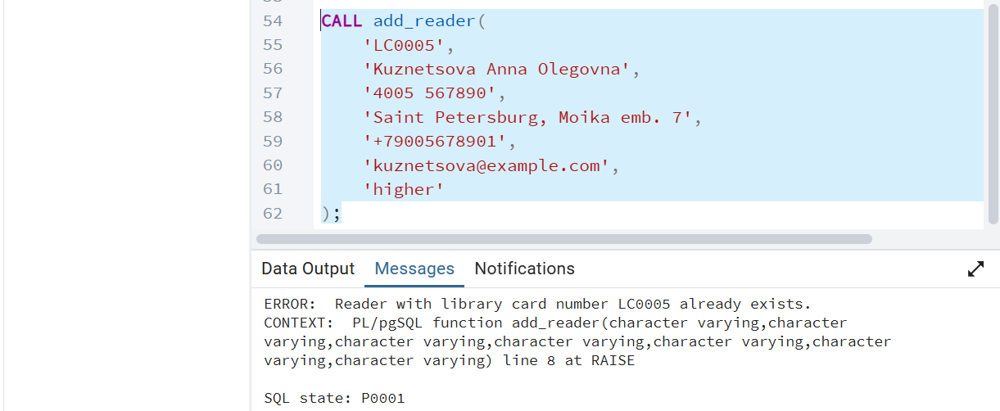 54 CALL add_reader(
55 'LC0005',
56 'Kuznetsova Anna Olegovna',
57 '4005 567890',
58 'Saint Petersburg, Moika emb. 7',
59 '+79005678901',
60 'kuznetsova@example.com',
61 'higher'
62 );
Data Output Messages Notifications
ERROR:  Reader with library card number LC0005 already exists.
CONTEXT:  PL/pgSQL function add_reader(character varying,character
varying,character varying,character varying,character varying,character
varying,character varying) line 8 at RAISE
SQL state: P0001